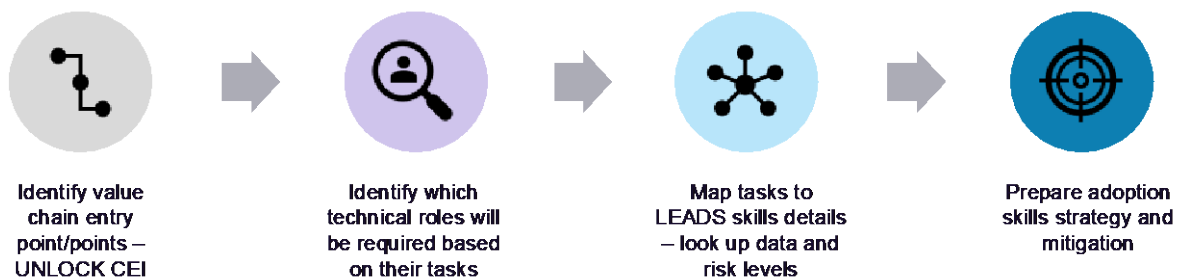 Identify value
chain entry
point/points –
UNLOCK CEI
Identify which
technical roles will
be required based
on their tasks
Map tasks to
LEADS skills details
– look up data and
risk levels
Prepare adoption
skills strategy and
mitigation